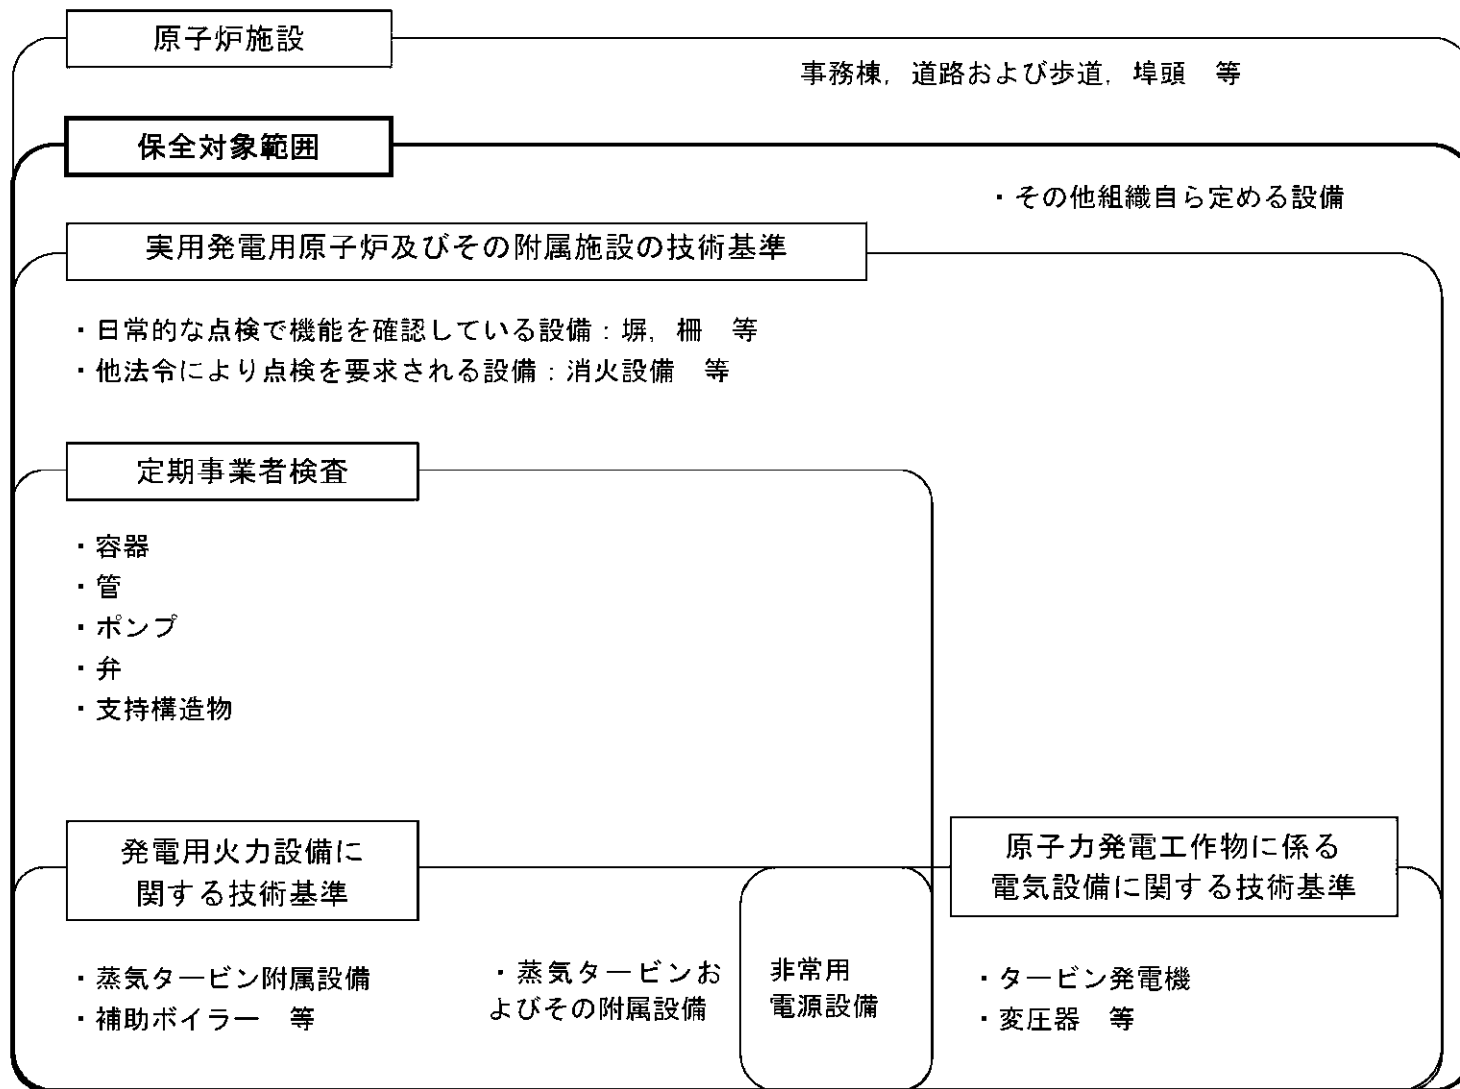 原子炉施設
事務棟，道路および歩道，埠頭　等
保全対象範囲
・その他組織自ら定める設備
実用発電用原子炉及びその附属施設の技術基準
・日常的な点検で機能を確認している設備：塀，柵　等
・他法令により点検を要求される設備：消火設備　等
定期事業者検査
・容器
・管
・ポンプ
・弁
・支持構造物
発電用火力設備に
関する技術基準
原子力発電工作物に係る
電気設備に関する技術基準
・蒸気タービン附属設備
・補助ボイラー　等
・蒸気タービンお
よびその附属設備
非常用
電源設備
・タービン発電機
・変圧器　等